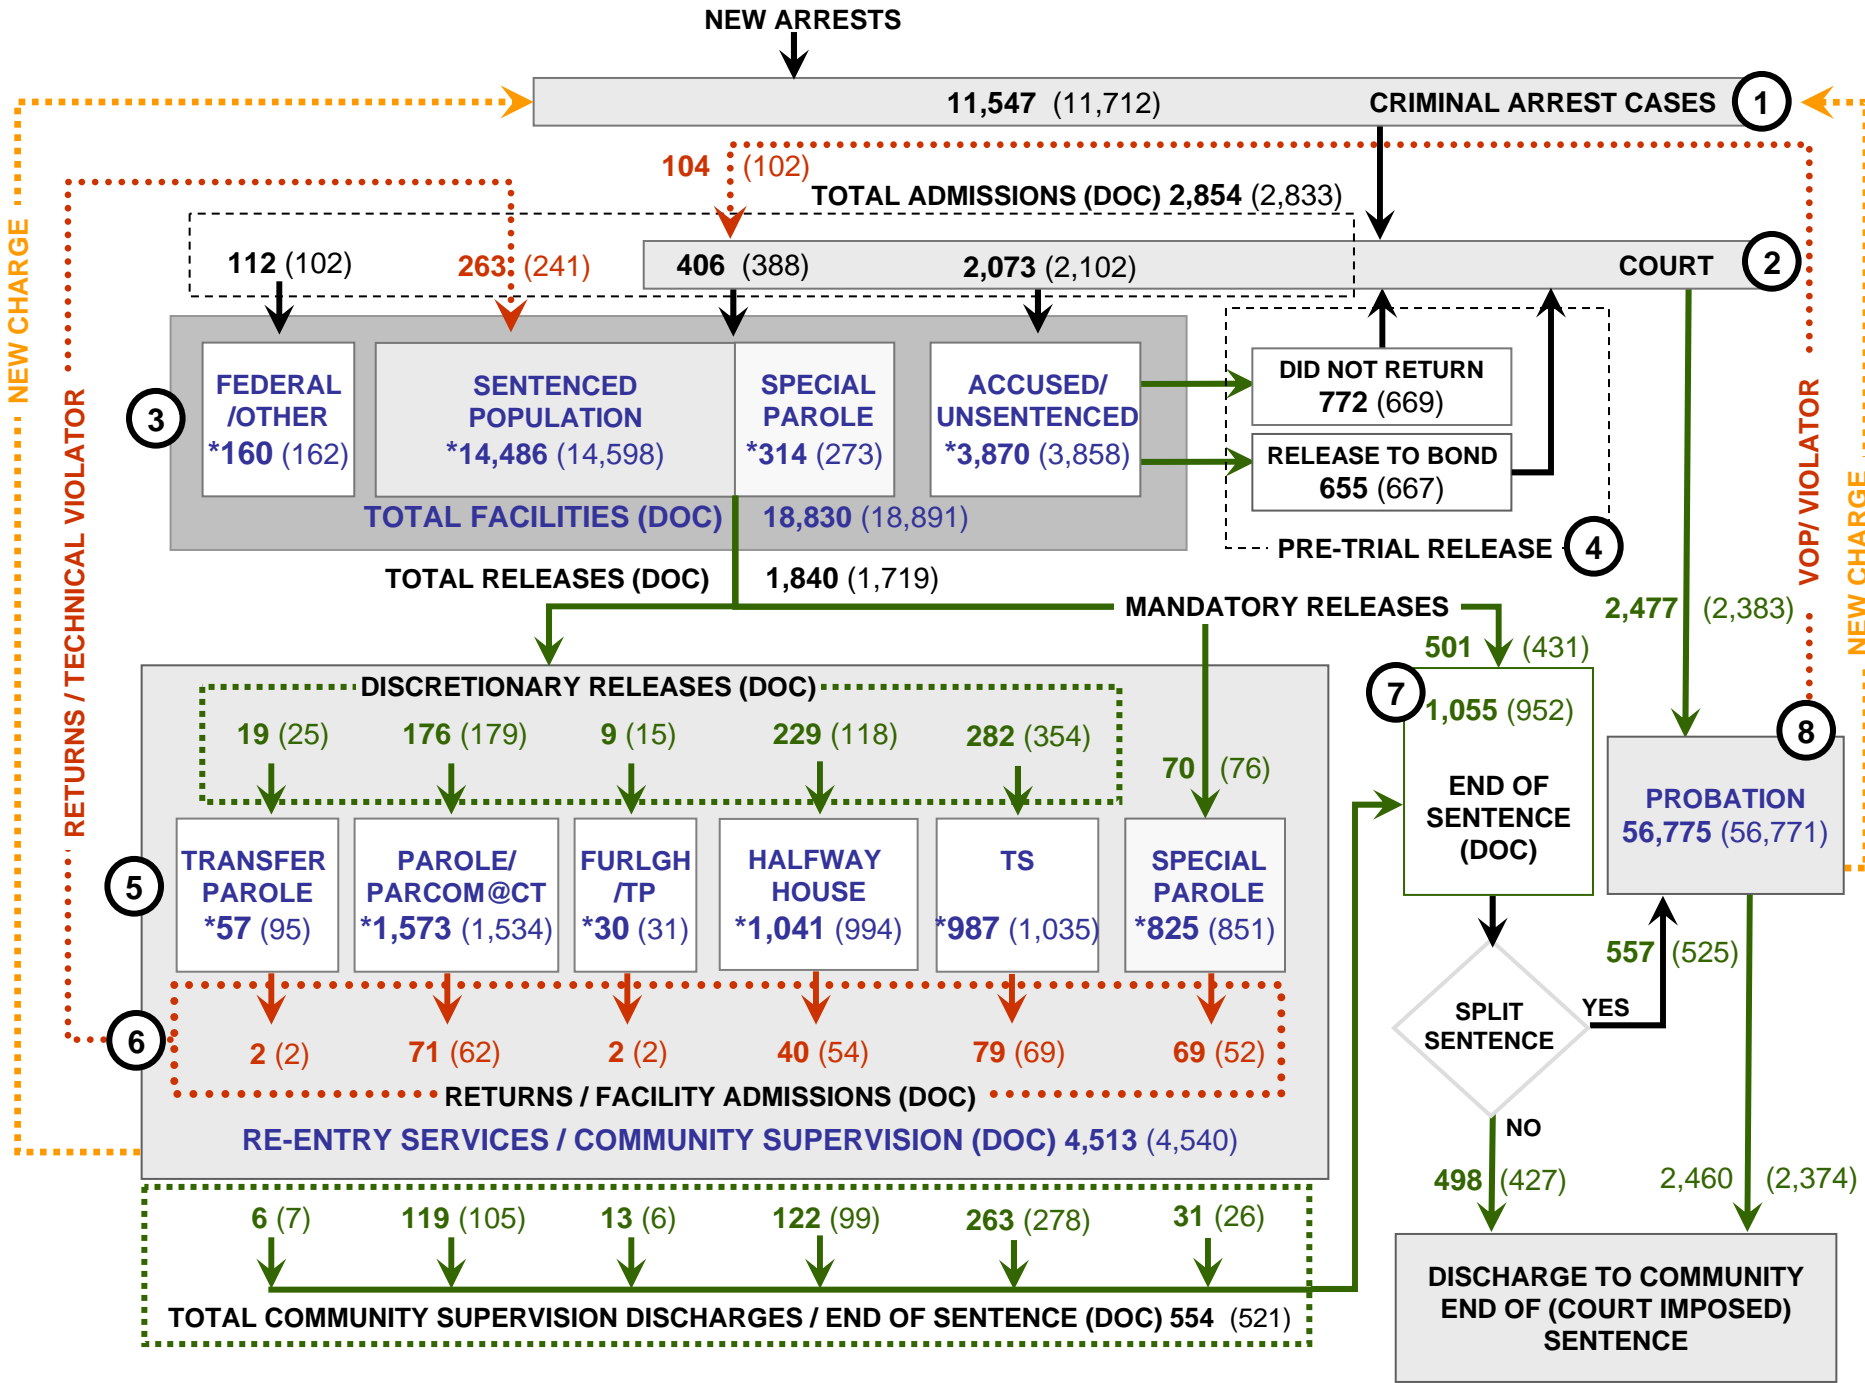 NEW ARRESTS
11,547 (11,712) CRIMINAL ARREST CASES 1
104 (102)
TOTAL ADMISSIONS (DOC) 2,854 (2,833)
112 (102) 263 (241) 406 (388) 2,073 (2,102) COURT 2
NEW CHARGE
RETURNS / TECHNICAL VIOLATOR
VOP/ VIOLATOR
NEW CHARGE
3
FEDERAL
/OTHER
*160 (162)
SENTENCED
POPULATION
*14,486 (14,598)
SPECIAL
PAROLE
*314 (273)
ACCUSED/
UNSENTENCED
*3,870 (3,858)
TOTAL FACILITIES (DOC) 18,830 (18,891)
DID NOT RETURN
772 (669)
RELEASE TO BOND
655 (667)
PRE-TRIAL RELEASE 4
TOTAL RELEASES (DOC) 1,840 (1,719)
MANDATORY RELEASES
2,477 (2,383)
501 (431)
DISCRETIONARY RELEASES (DOC)
19 (25) 176 (179) 9 (15) 229 (118) 282 (354)
70 (76)
7
1,055 (952)
END OF
SENTENCE
(DOC)
8
PROBATION
56,775 (56,771)
5
TRANSFER
PAROLE
*57 (95)
PAROLE/
PARCOM@CT
*1,573 (1,534)
FURLGH
/TP
*30 (31)
HALFWAY
HOUSE
*1,041 (994)
TS
*987 (1,035)
SPECIAL
PAROLE
*825 (851)
557 (525)
SPLIT
SENTENCE
YES
6
2 (2) 71 (62) 2 (2) 40 (54) 79 (69) 69 (52)
RETURNS / FACILITY ADMISSIONS (DOC)
RE-ENTRY SERVICES / COMMUNITY SUPERVISION (DOC) 4,513 (4,540)
NO
498 (427)
2,460 (2,374)
6 (7) 119 (105) 13 (6) 122 (99) 263 (278) 31 (26)
TOTAL COMMUNITY SUPERVISION DISCHARGES / END OF SENTENCE (DOC) 554 (521)
DISCHARGE TO COMMUNITY
END OF (COURT IMPOSED)
SENTENCE